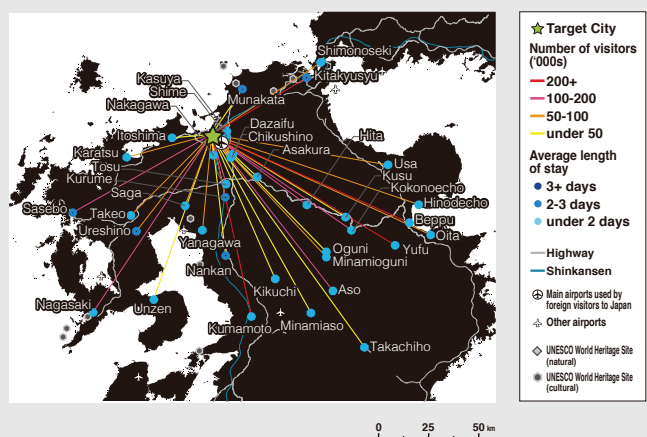 Shimonoseki
Kitakyusyu
Kasuya
Shime
Nakagawa
Munakata
Dazaifu
Chikushino
Asakura
Hita
Usa
Kusu
Kokonoecho
Hinodecho
Beppu
Oita
Yufu
Yitoshima
Karatsu
Tosu
Kurume
Saga
Sasebo
Takeo
Ureshino
Yanagawa
Nankan
Oguni
Minamioguni
Nagasaki
Unzen
Kikuchi
Aso
Kumamoto
Minamiaso
Takachiho
Target City
Number of visitors
('000s)
200+
100-200
50-100
under 50
Average length
of stay
3+ days
2-3 days
under 2 days
Highway
Shinkansen
Main airports used by
foreign visitors to Japan
Other airports
UNESCO World Heritage Site
(natural)
UNESCO World Heritage Site
(cultural)
0 25 50 km